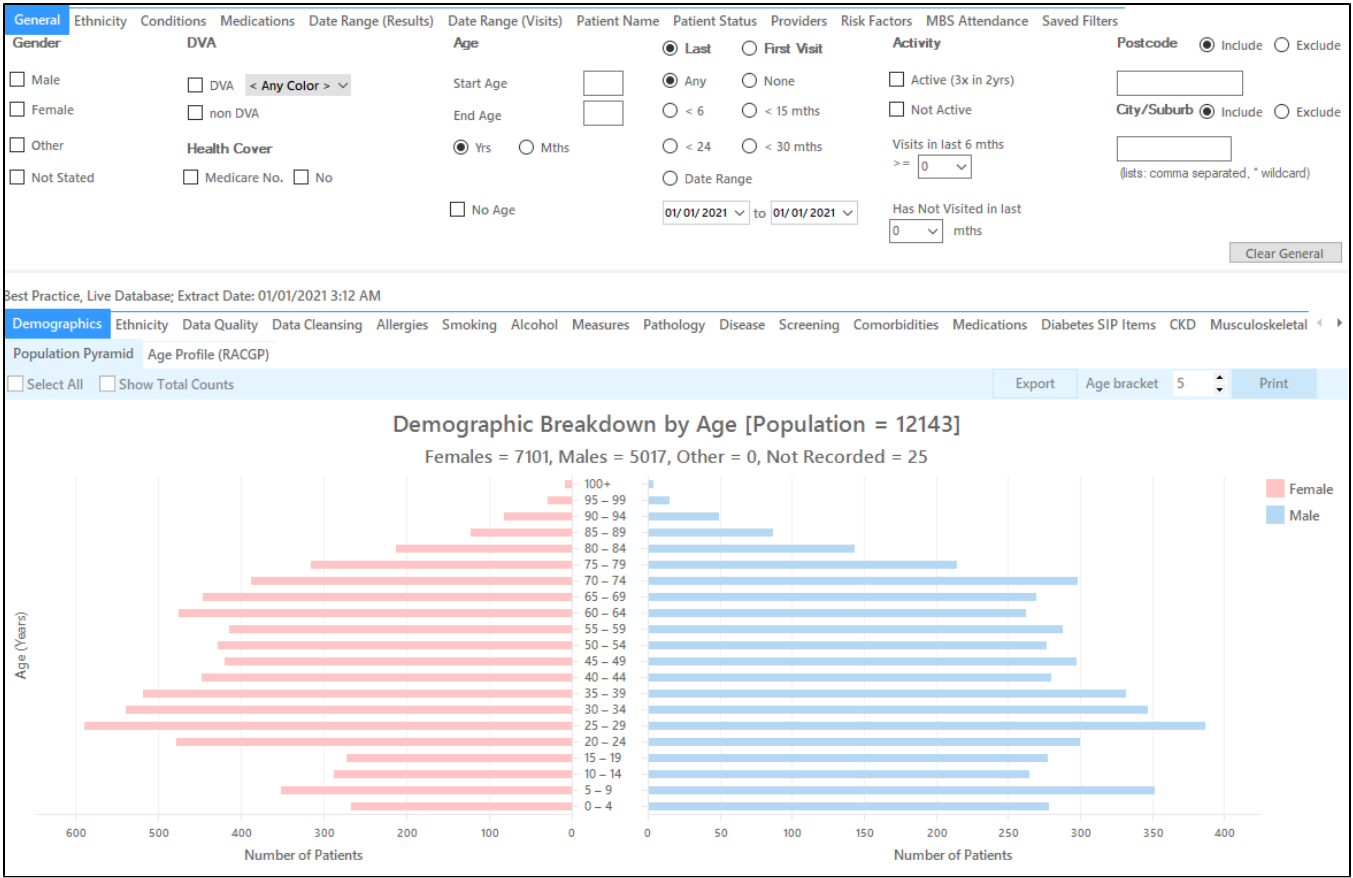 General Ethnicity Conditions Medications Date Range (Results) Date Range (Visits) Patient Name Patient Status Providers Risk Factors MBS Attendance Saved Filters
Gender DVA Age Last First Visit Activity Postcode Include Exclude
Male DVA < Any Color > Start Age Any None Active (3x in 2yrs)
Female non DVA End Age < 6 < 15 mths Not Active City/Suburb Include Exclude
Other Health Cover Yrs Mths < 24 < 30 mths Visits in last 6 mths
>= 0
Not Stated Medicare No. No Date Range (lists: comma separated, * wildcard)
No Age 01/01/2021 to 01/01/2021 Has Not Visited in last
0 mths
Clear General
Best Practice, Live Database; Extract Date: 01/01/2021 3:12 AM
Demographics Ethnicity Data Quality Data Cleansing Allergies Smoking Alcohol Measures Pathology Disease Screening Comorbidities Medications Diabetes SIP Items CKD Musculoskeletal
Population Pyramid Age Profile (RACGP)
Select All Show Total Counts Export Age bracket 5 Print
Demographic Breakdown by Age [Population = 12143]
Females = 7101, Males = 5017, Other = 0, Not Recorded = 25
100+
95 – 99
90 – 94
85 – 89
80 – 84
75 – 79
70 – 74
65 – 69
60 – 64
55 – 59
50 – 54
45 – 49
40 – 44
35 – 39
30 – 34
25 – 29
20 – 24
15 – 19
10 – 14
5 – 9
0 – 4
Female
Male
Age (Years)
600 500 400 300 200 100 0 0 50 100 150 200 250 300 350 400
Number of Patients Number of Patients